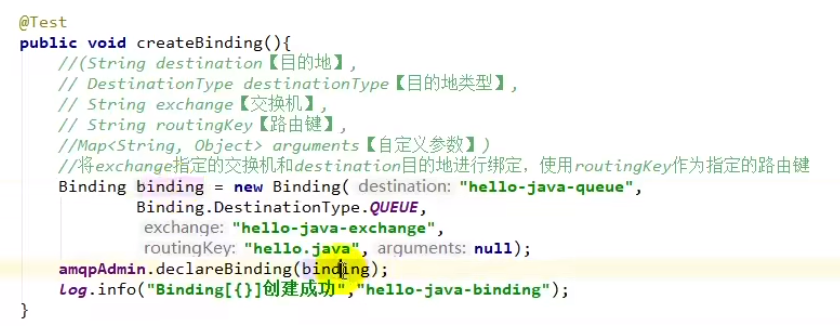 @Test
public void createBinding(){
//(String destination【目的地】,
// DestinationType destinationType【目的地类型】,
// String exchange【交换机】,
// String routingKey【路由键】,
//Map<String, Object> arguments【自定义参数】)
//将exchange指定的交换机和destination目的地进行绑定，使用routingKey作为指定的路由键
Binding binding = new Binding( destination: "hello-java-queue",
Binding.DestinationType.QUEUE,
exchange: "hello-java-exchange",
routingKey: "hello.java", arguments: null);
amqpAdmin.declareBinding(binding);
log.info("Binding[{}]创建成功","hello-java-binding");
}